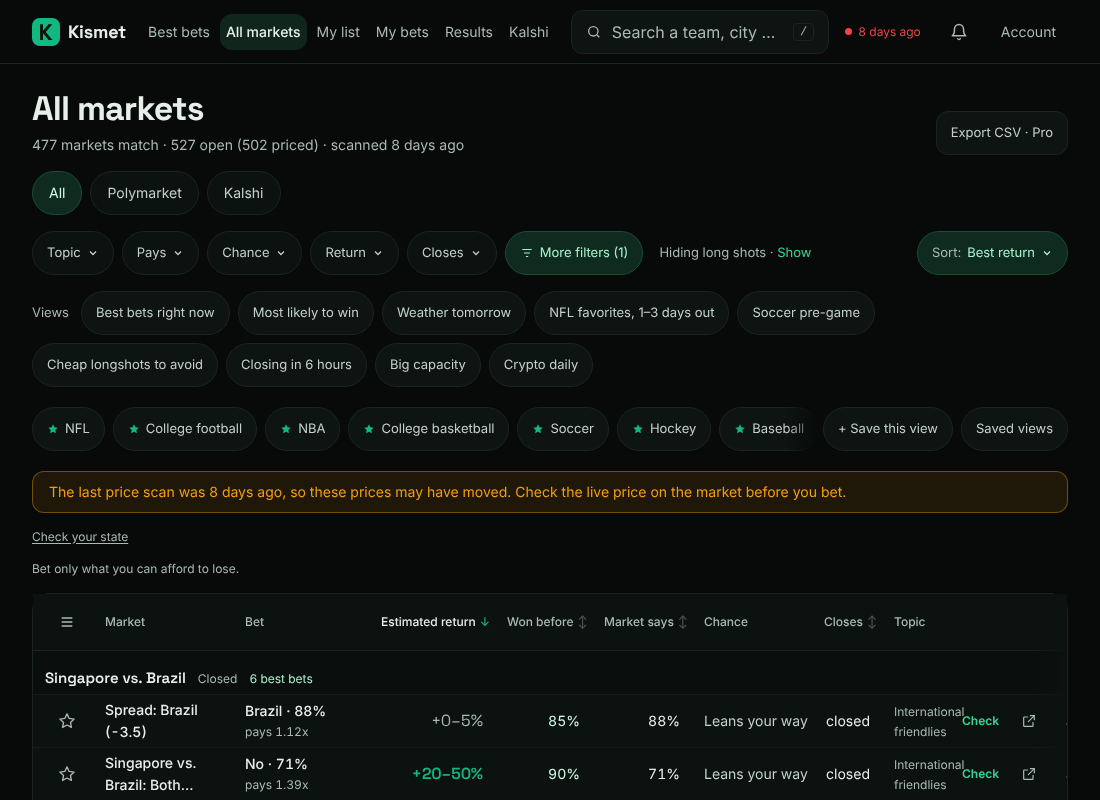 K Kismet Best bets All markets My list My bets Results Kalshi Search a team, city ... / 8 days ago Account
All markets
477 markets match · 527 open (502 priced) · scanned 8 days ago
Export CSV · Pro
All Polymarket Kalshi
Topic Pays Chance Return Closes More filters (1) Hiding long shots · Show Sort: Best return
Views Best bets right now Most likely to win Weather tomorrow NFL favorites, 1–3 days out Soccer pre-game
Cheap longshots to avoid Closing in 6 hours Big capacity Crypto daily
NFL College football NBA College basketball Soccer Hockey Baseball + Save this view Saved views
The last price scan was 8 days ago, so these prices may have moved. Check the live price on the market before you bet.
Check your state
Bet only what you can afford to lose.
Market Bet Estimated return ↓ Won before Market says Chance Closes Topic
Singapore vs. Brazil Closed 6 best bets
Spread: Brazil (-3.5) Brazil · 88% pays 1.12x +0–5% 85% 88% Leans your way closed International friendlies Check
Singapore vs. Brazil: Both... No · 71% pays 1.39x +20–50% 90% 71% Leans your way closed International friendlies Check